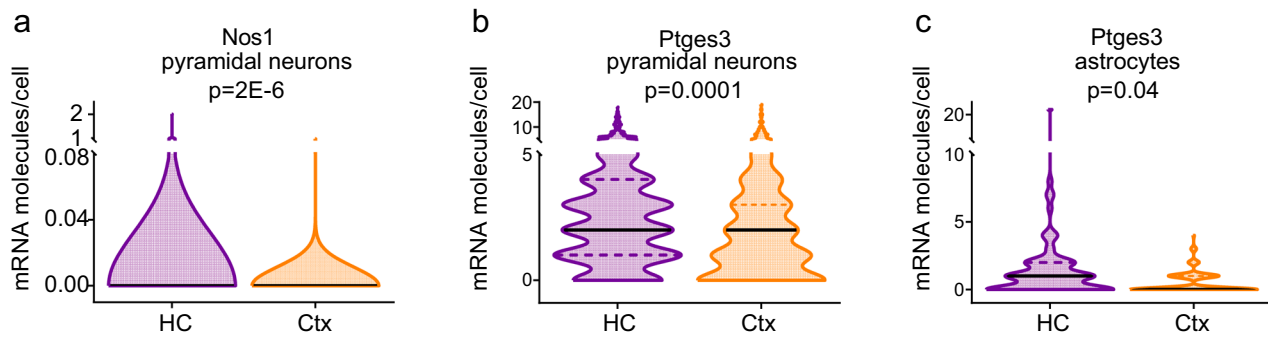 a
Nos1
pyramidal neurons
p=2E-6
mRNA molecules/cell
2
1
0.08
0.04
0.00
HC
Ctx
b
Ptges3
pyramidal neurons
p=0.0001
mRNA molecules/cell
20
10
5
0
HC
Ctx
c
Ptges3
astrocytes
p=0.04
mRNA molecules/cell
20
10
5
0
HC
Ctx